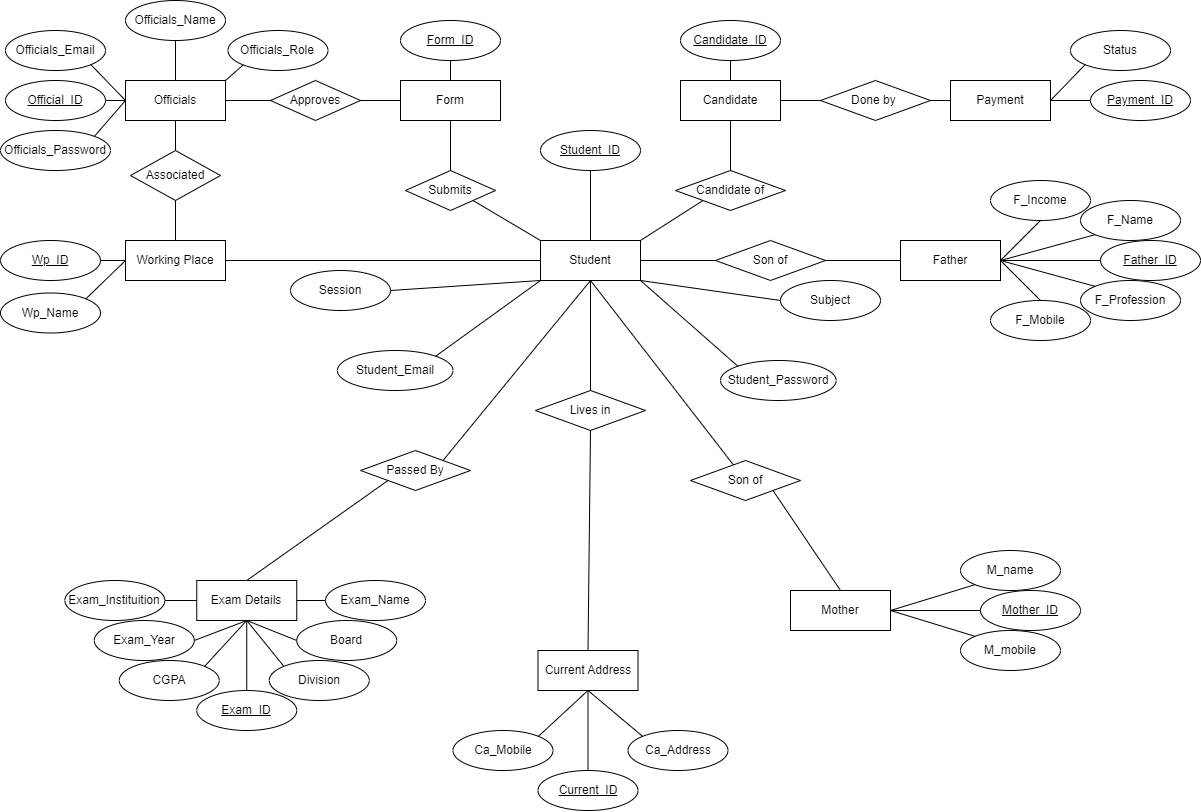 Officials_Name
Officials_Email
Officials_Role
Form_ID
Candidate_ID
Status
Official_ID
Officials
Approves
Form
Candidate
Done by
Payment
Payment_ID
Officials_Password
Student_ID
Associated
Submits
Candidate of
F_Income
F_Name
Wp_ID
Working Place
Student
Son of
Father
Father_ID
Session
Subject
F_Profession
Wp_Name
F_Mobile
Student_Email
Student_Password
Lives in
Passed By
Son of
M_name
Exam_Instituition
Exam Details
Exam_Name
Mother
Mother_ID
Exam_Year
Board
M_mobile
CGPA
Division
Current Address
Exam_ID
Ca_Mobile
Ca_Address
Current_ID